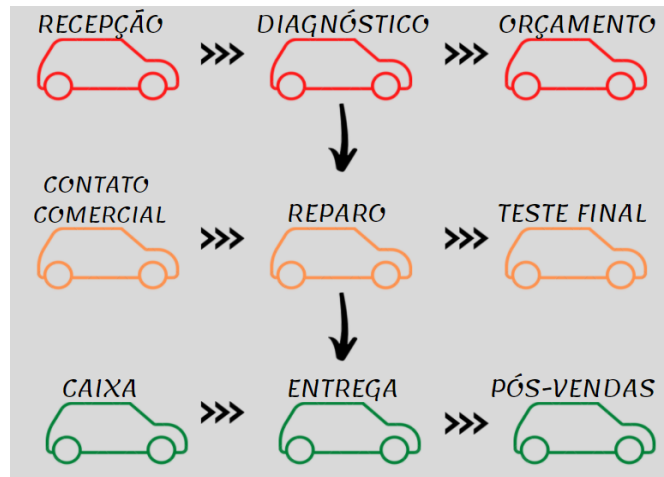 RECEPÇÃO
DIAGNÓSTICO
ORÇAMENTO
CONTATO
COMERCIAL
REPARO
TESTE FINAL
CAIXA
ENTREGA
PÓS-VENDAS